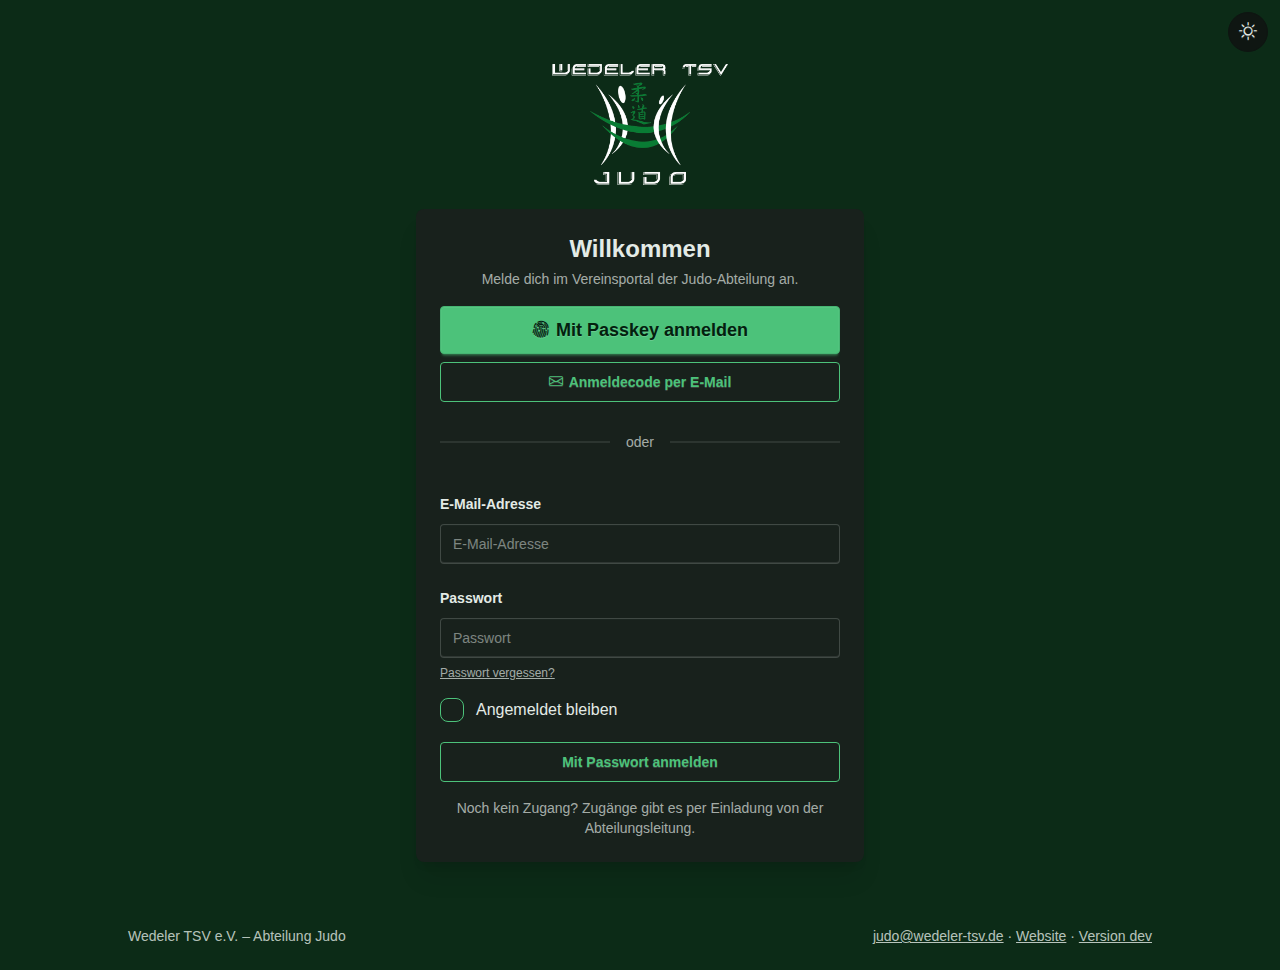 WEDELER TSV
柔
道
JUDO
Willkommen
Melde dich im Vereinsportal der Judo-Abteilung an.
Mit Passkey anmelden
Anmeldecode per E-Mail
oder
E-Mail-Adresse
E-Mail-Adresse
Passwort
Passwort
Passwort vergessen?
Angemeldet bleiben
Mit Passwort anmelden
Noch kein Zugang? Zugänge gibt es per Einladung von der
Abteilungsleitung.
Wedeler TSV e.V. – Abteilung Judo
judo@wedeler-tsv.de · Website · Version dev